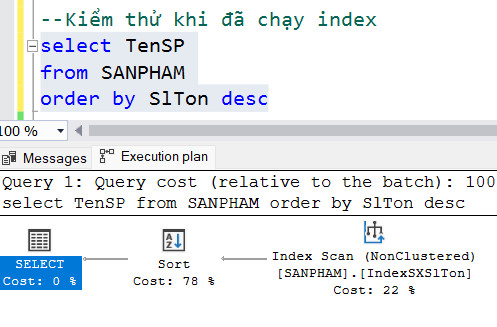 --Kiểm thử khi đã chạy index
select TenSP
from SANPHAM
order by SlTon desc
100 %
Messages Execution plan
Query 1: Query cost (relative to the batch): 100
select TenSP from SANPHAM order by SlTon desc
SELECT
Cost: 0 %
Sort
Cost: 78 %
Index Scan (NonClustered)
[SANPHAM].[IndexSXSlTon]
Cost: 22 %